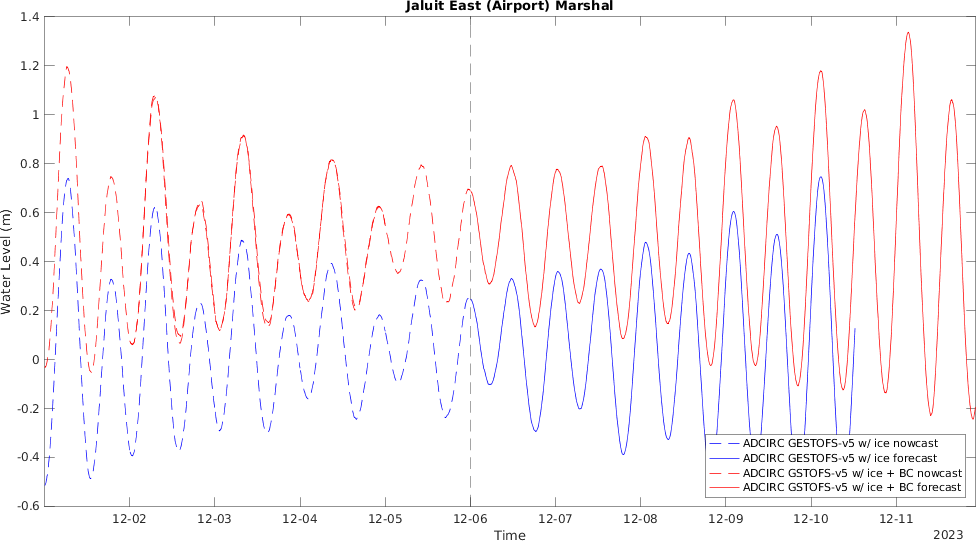 Jaluit East (Airport) Marshal
1.4
1.2
1
0.8
0.6
0.4
0.2
0
-0.2
-0.4
-0.6
Water Level (m)
ADCIRC GESTOFS-v5 w/ ice nowcast
ADCIRC GESTOFS-v5 w/ ice forecast
ADCIRC GSTOFS-v5 w/ ice + BC nowcast
ADCIRC GSTOFS-v5 w/ ice + BC forecast
12-02 12-03 12-04 12-05 12-06 12-07 12-08 12-09 12-10 12-11
Time
2023